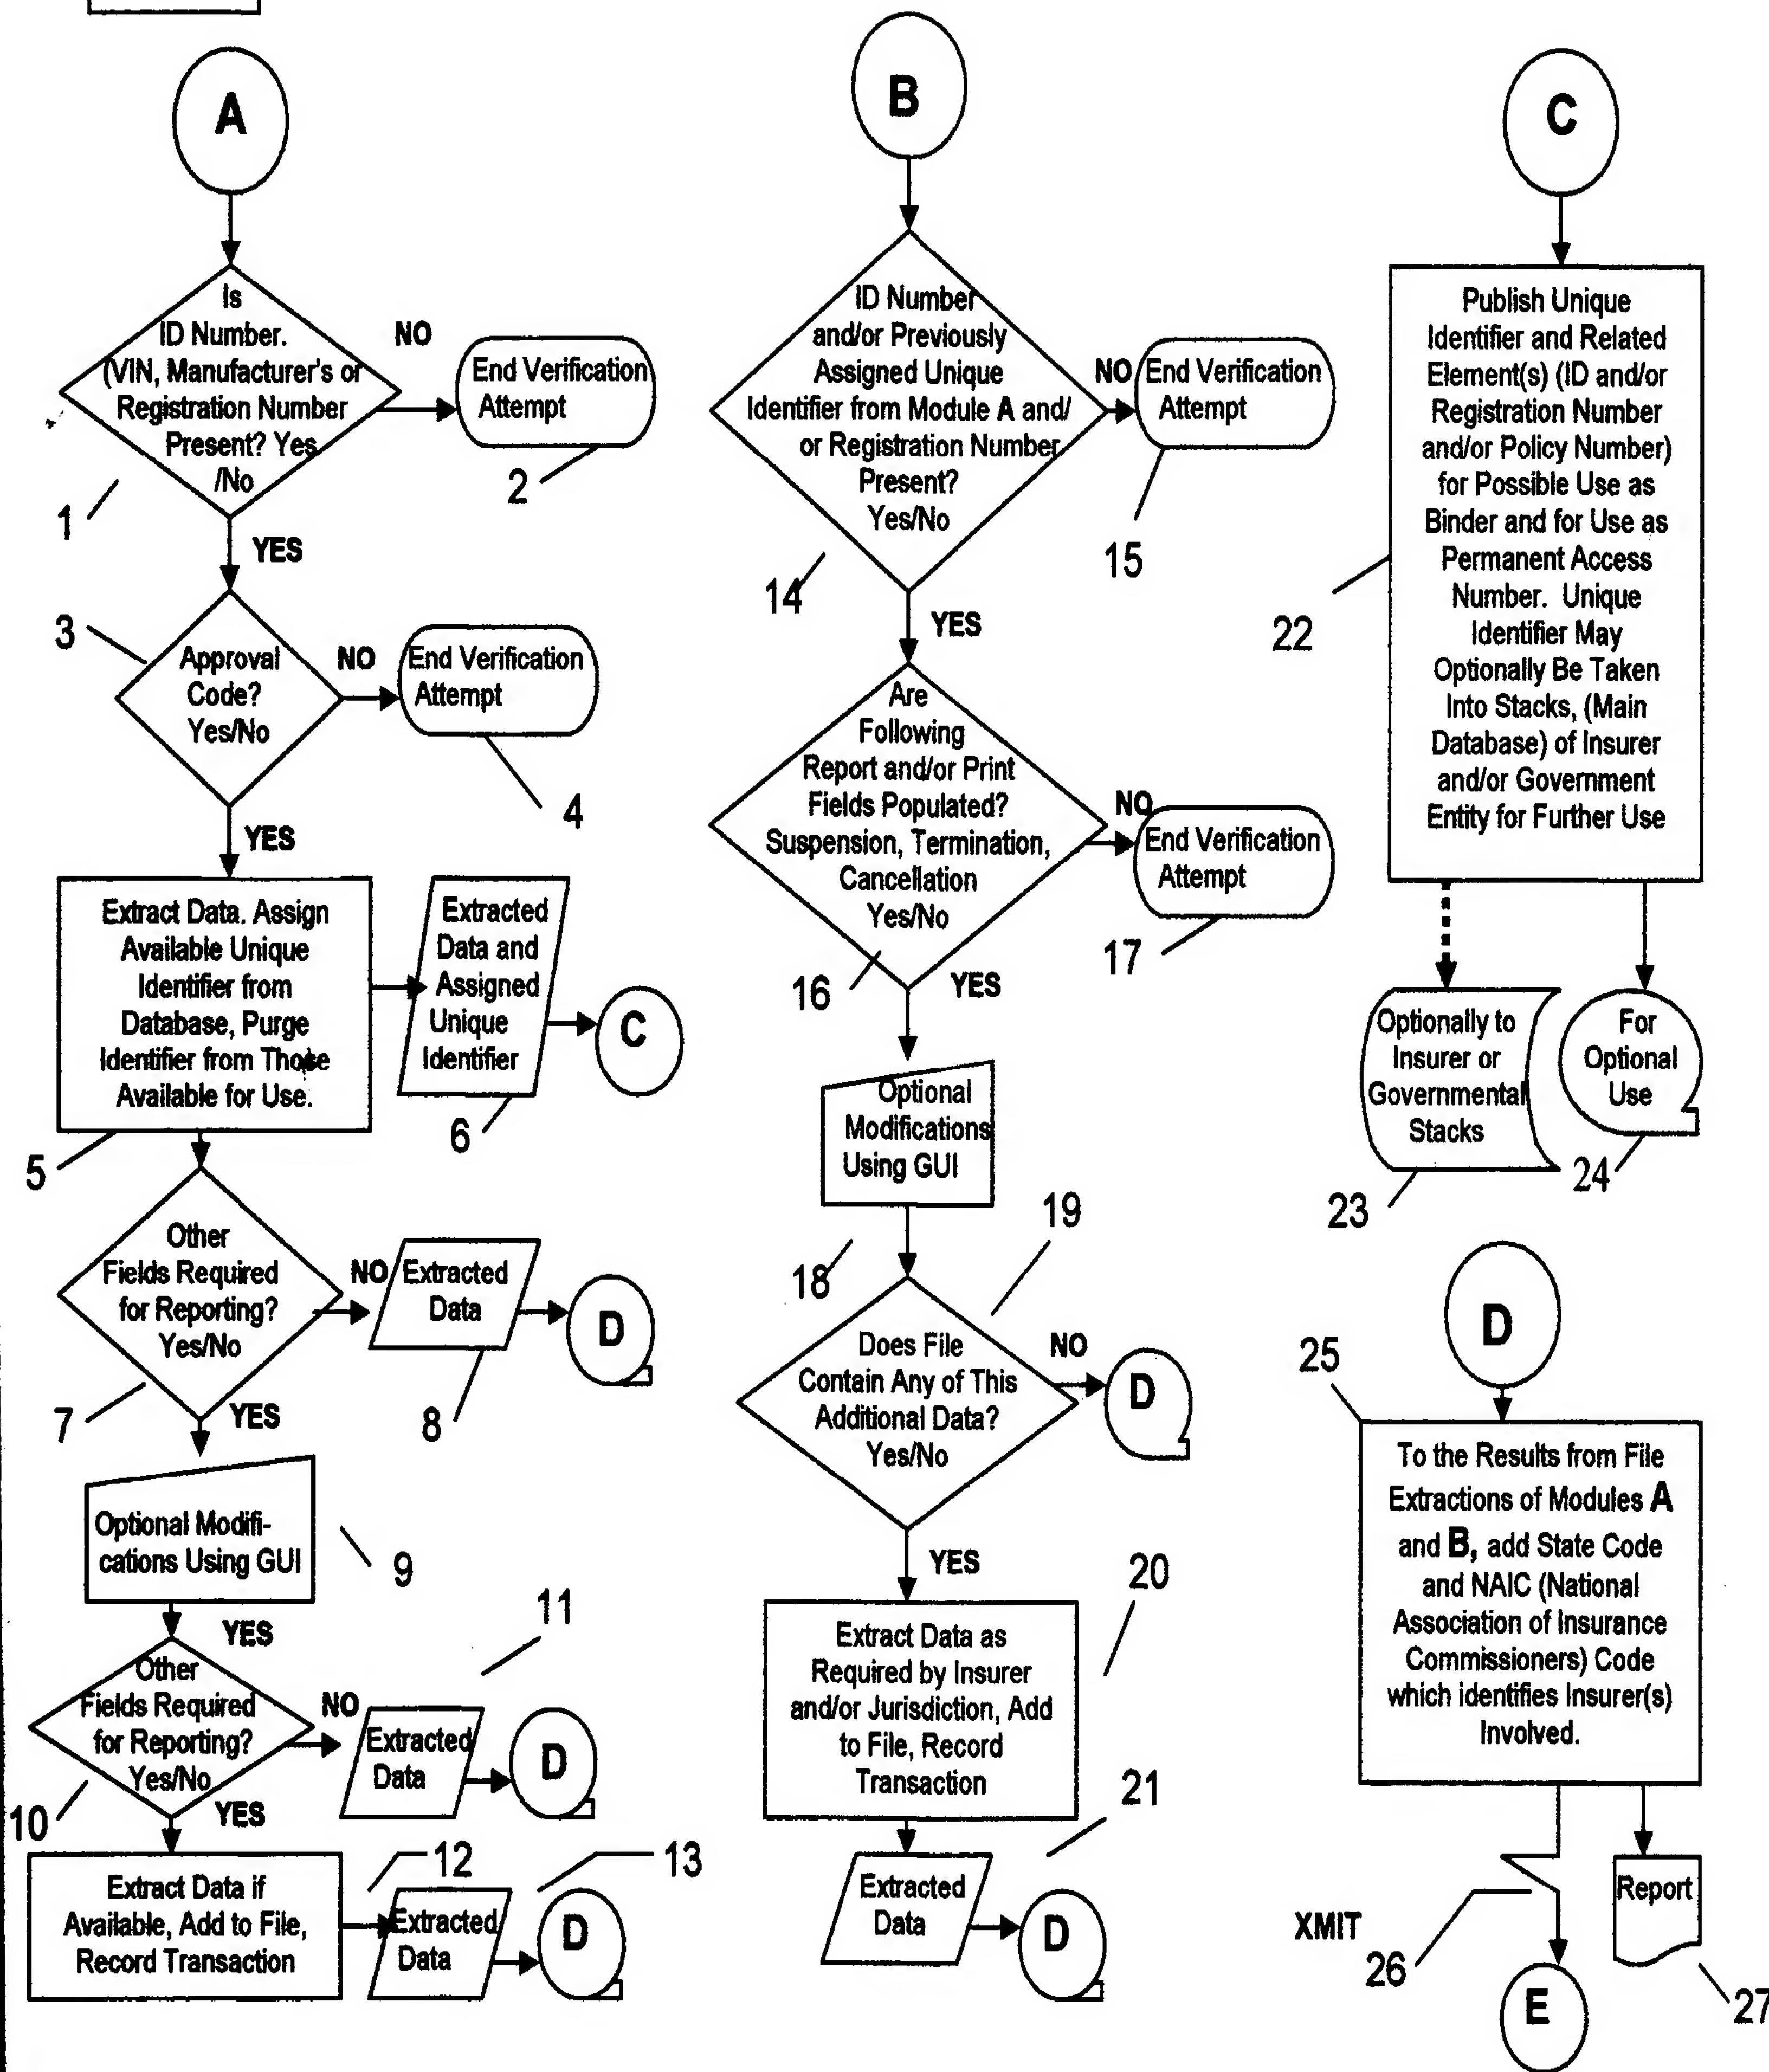 A
Is
ID Number.
(VIN, Manufacturer's or
Registration Number
Present? Yes
/No
NO
End Verification
Attempt
1
2
YES
3
Approval
Code?
Yes/No
NO
End Verification
Attempt
4
YES
Extract Data. Assign
Available Unique
Identifier from
Database, Purge
Identifier from Those
Available for Use.
5
Extracted
Data and
Assigned
Unique
Identifier
6
C
Other
Fields Required
for Reporting?
Yes/No
7
NO
Extracted
Data
8
D
YES
Optional Modifi-
cations Using GUI
9
YES
Other
Fields Required
for Reporting?
Yes/No
10
NO
11
Extracted
Data
D
YES
Extract Data if
Available, Add to File,
Record Transaction
12
Extracted
Data
13
D
B
ID Number
and/or Previously
Assigned Unique
Identifier from Module A and/
or Registration Number
Present?
Yes/No
14
NO
End Verification
Attempt
15
YES
Are
Following
Report and/or Print
Fields Populated?
Suspension, Termination,
Cancellation
Yes/No
16
NO
End Verification
Attempt
17
YES
Optional
Modifications
Using GUI
18
19
Does File
Contain Any of This
Additional Data?
Yes/No
NO
D
YES
20
Extract Data as
Required by Insurer
and/or Jurisdiction, Add
to File, Record
Transaction
21
Extracted
Data
D
C
Publish Unique
Identifier and Related
Element(s) (ID and/or
Registration Number
and/or Policy Number)
for Possible Use as
Binder and for Use as
Permanent Access
Number. Unique
Identifier May
Optionally Be Taken
Into Stacks, (Main
Database) of Insurer
and/or Government
Entity for Further Use
22
Optionally to
Insurer or
Governmental
Stacks
23
For
Optional
Use
24
D
25
To the Results from File
Extractions of Modules A
and B, add State Code
and NAIC (National
Association of Insurance
Commissioners) Code
which identifies Insurer(s)
Involved.
XMIT
26
Report
27
E